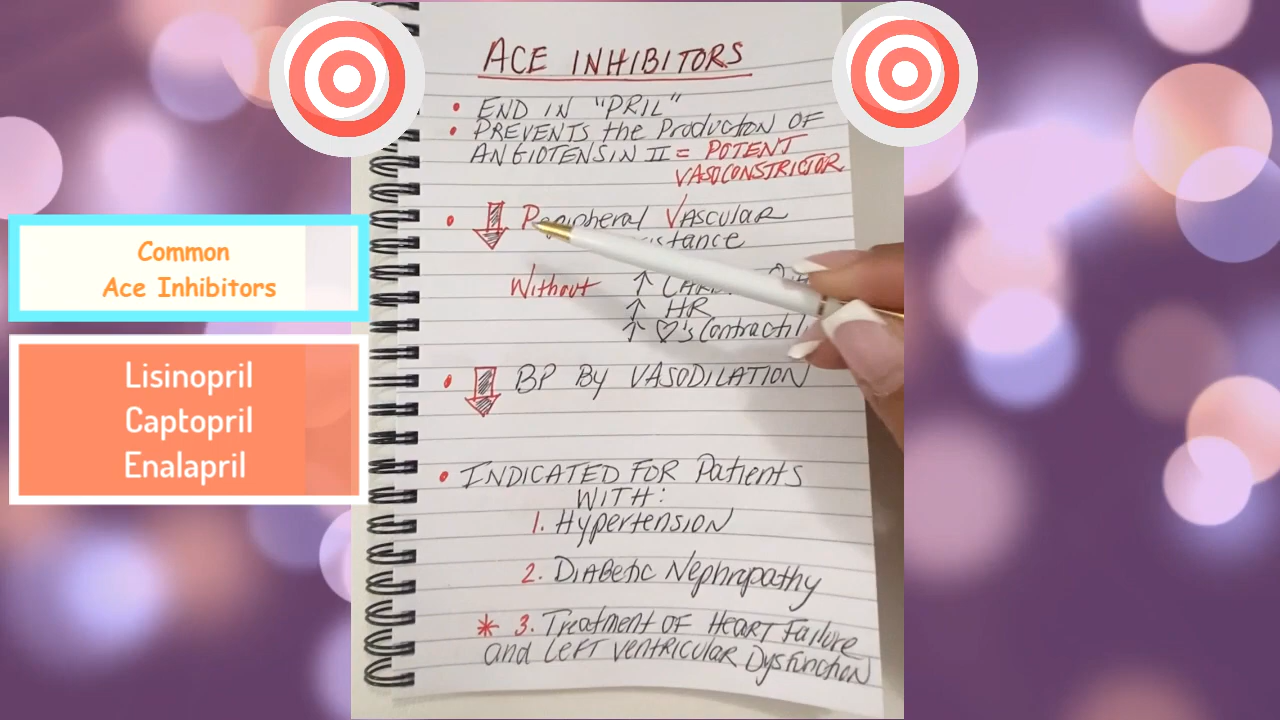 ACE INHIBITORS
• END IN "PRIL"
• PREVENTS the Production OF
ANGIOTENSIN II = POTENT
VASOCONSTRICTOR
• Peripheral Vascular
Without ↑
↑ HR
↑ ♡'s
• BP By VASODILATION
• INDICATED FOR Patients
WITH:
1. Hypertension
2. Diabetic Nephropathy
* 3. Treatment OF HEART Failure
and LEFT Ventricular Dysfunction
Common
Ace Inhibitors
Lisinopril
Captopril
Enalapril